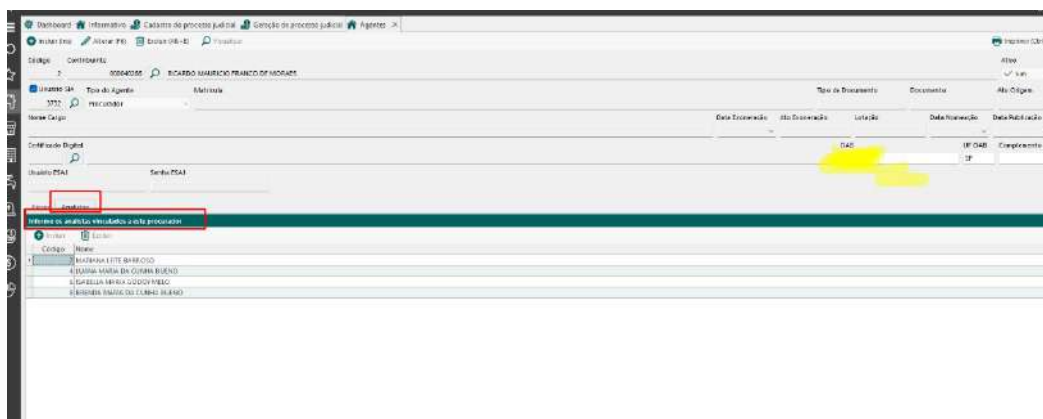 Dashboard Informativo Cadastro de processo judicial Geração de processo judicial Agentes ×
Incluir (Ins) Alterar (F6) Excluir (Alt+E) Pesquisar Imprimir (Ctrl
Código Contribuinte Ativo
2 000040288 RICARDO MAURICIO FRANCO DE MORAES Sim
Usuário SIA Tipo do Agente Matrícula Tipo de Documento Documento Ato Origem
3732 Procurador
Nome Cargo Data Exoneração Ato Exoneração Lotação Data Nomeação Data Publicação
Certificado Digital OAB UF OAB Complemento
SP
Usuário ESAJ Senha ESAJ
Analistas
Informe os analistas vinculados a este procurador
Incluir Excluir
Código Nome
MARIANA LEITE BARROSO
MARIA DA CUNHA BUENO
ISABELLA MARIA GODOY MELO
BRENDA DA CUNHA BUENO